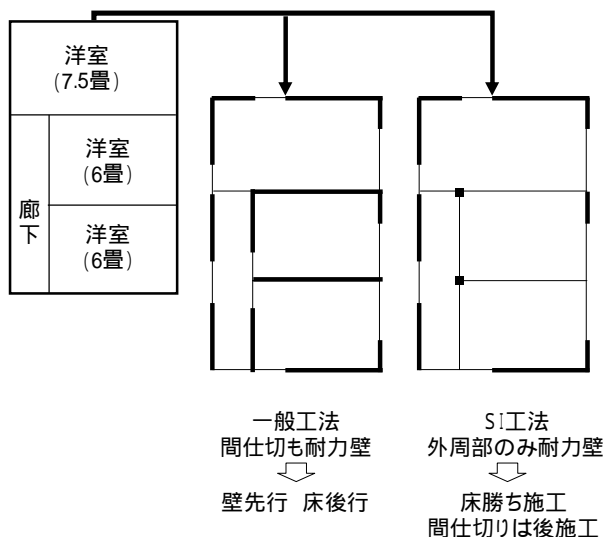 洋室
(7.5畳)
洋室
(6畳)
廊下
洋室
(6畳)
一般工法
間仕切も耐力壁
壁先行 床後行
SI工法
外周部のみ耐力壁
床勝ち施工
間仕切りは後施工